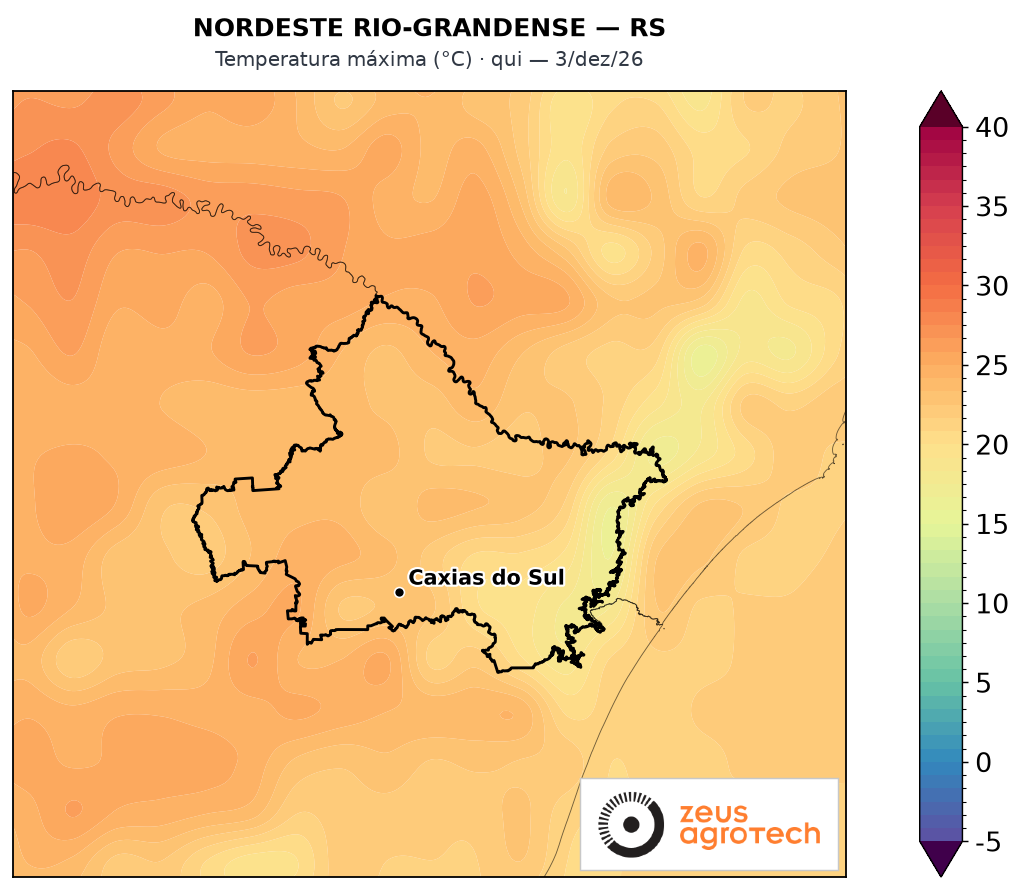 NORDESTE RIO-GRANDENSE — RS
Temperatura máxima (°C) · qui — 3/dez/26
40
35
30
25
20
15
10
5
0
-5
Caxias do Sul
zeus
agrotech